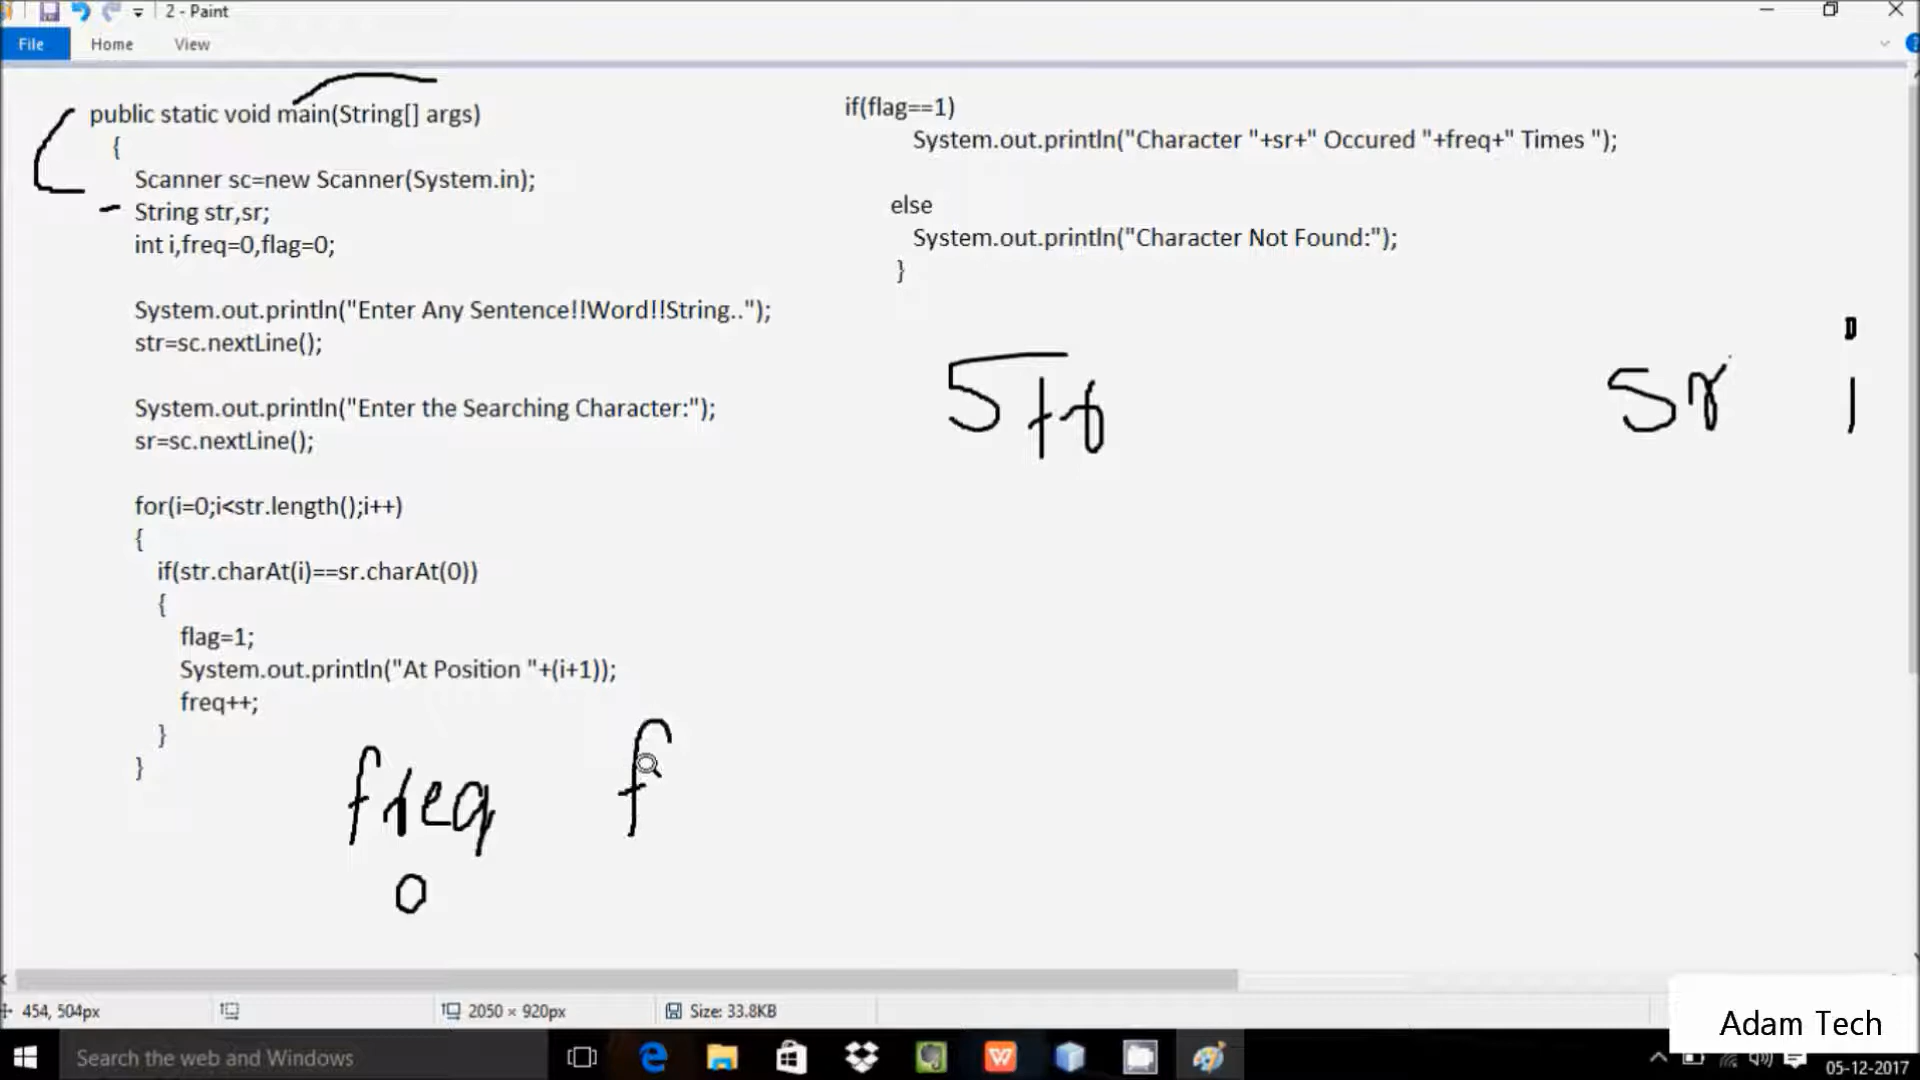 2 - Paint
File Home View
public static void main(String[] args)
{
Scanner sc=new Scanner(System.in);
String str,sr;
int i,freq=0,flag=0;
System.out.println("Enter Any Sentence!!Word!!String..");
str=sc.nextLine();
System.out.println("Enter the Searching Character:");
sr=sc.nextLine();
for(i=0;i<str.length();i++)
{
if(str.charAt(i)==sr.charAt(0))
{
flag=1;
System.out.println("At Position "+(i+1));
freq++;
}
}
if(flag==1)
System.out.println("Character "+sr+" Occured "+freq+" Times ");
else
System.out.println("Character Not Found:");
}
Str sr i
freq f
0
454, 504px 2050 × 920px Size: 33.8KB
Adam Tech
Search the web and Windows
05-12-2017